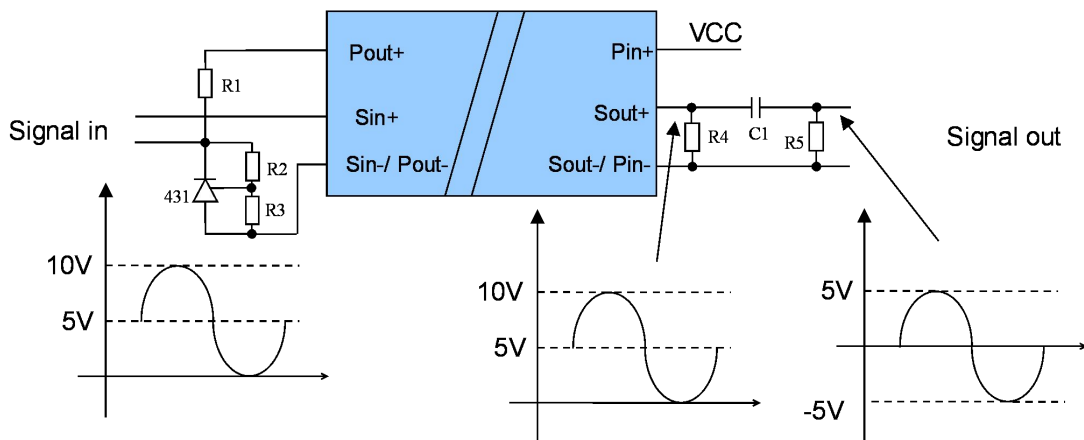 Pout+
Pin+
VCC
R1
Signal in
Sin+
Sout+
R4
C1
R5
Signal out
Sin-/ Pout-
Sout-/ Pin-
R2
431
R3
10V
5V
10V
5V
5V
-5V